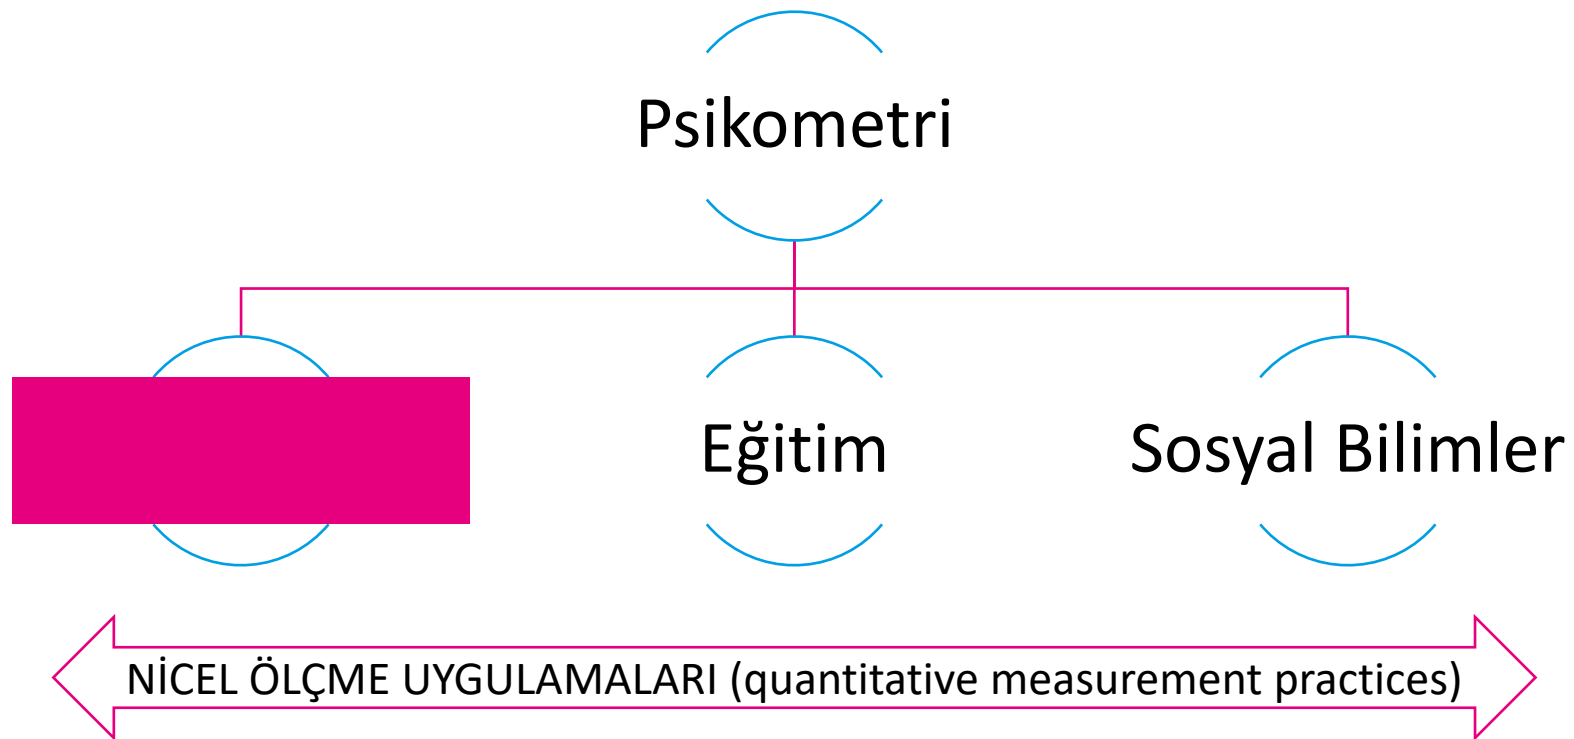 Psikometri
Eğitim
Sosyal Bilimler
NİCEL ÖLÇME UYGULAMALARI (quantitative measurement practices)